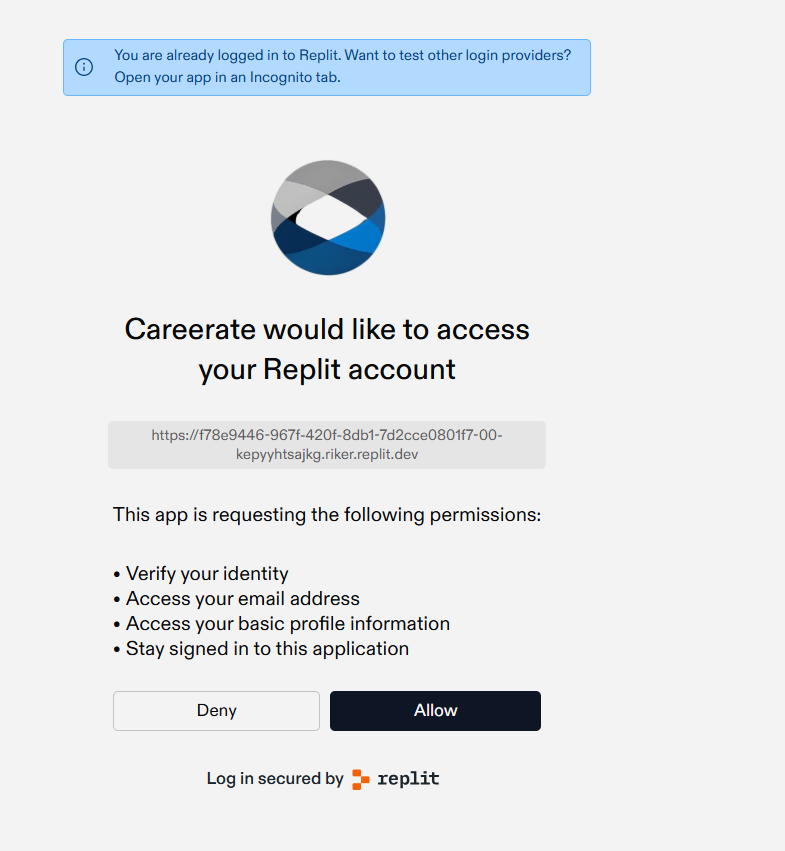 You are already logged in to Replit. Want to test other login providers?
Open your app in an Incognito tab.
Careerate would like to access
your Replit account
https://f78e9446-967f-420f-8db1-7d2cce0801f7-00-
kepyyhtsajkg.riker.replit.dev
This app is requesting the following permissions:
• Verify your identity
• Access your email address
• Access your basic profile information
• Stay signed in to this application
Deny
Allow
Log in secured by replit